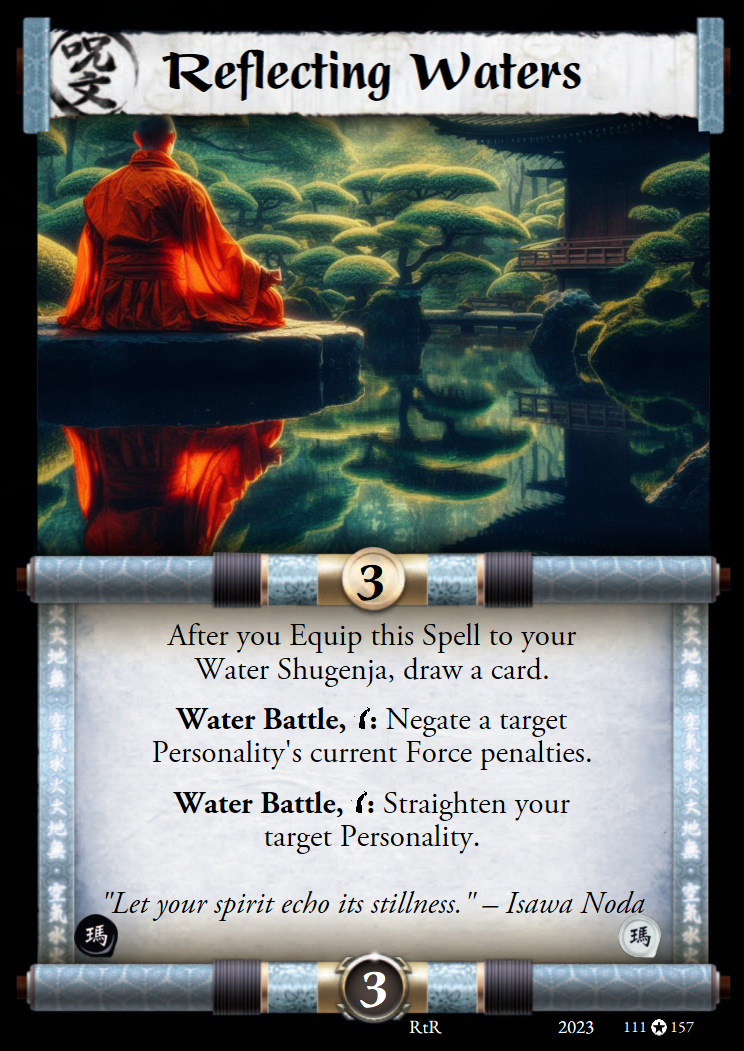 呪文
Reflecting Waters
3
After you Equip this Spell to your
Water Shugenja, draw a card.
Water Battle, : Negate a target
Personality's current Force penalties.
Water Battle, : Straighten your
target Personality.
"Let your spirit echo its stillness." – Isawa Noda
瑪 瑪
3
RtR 2023 111 157